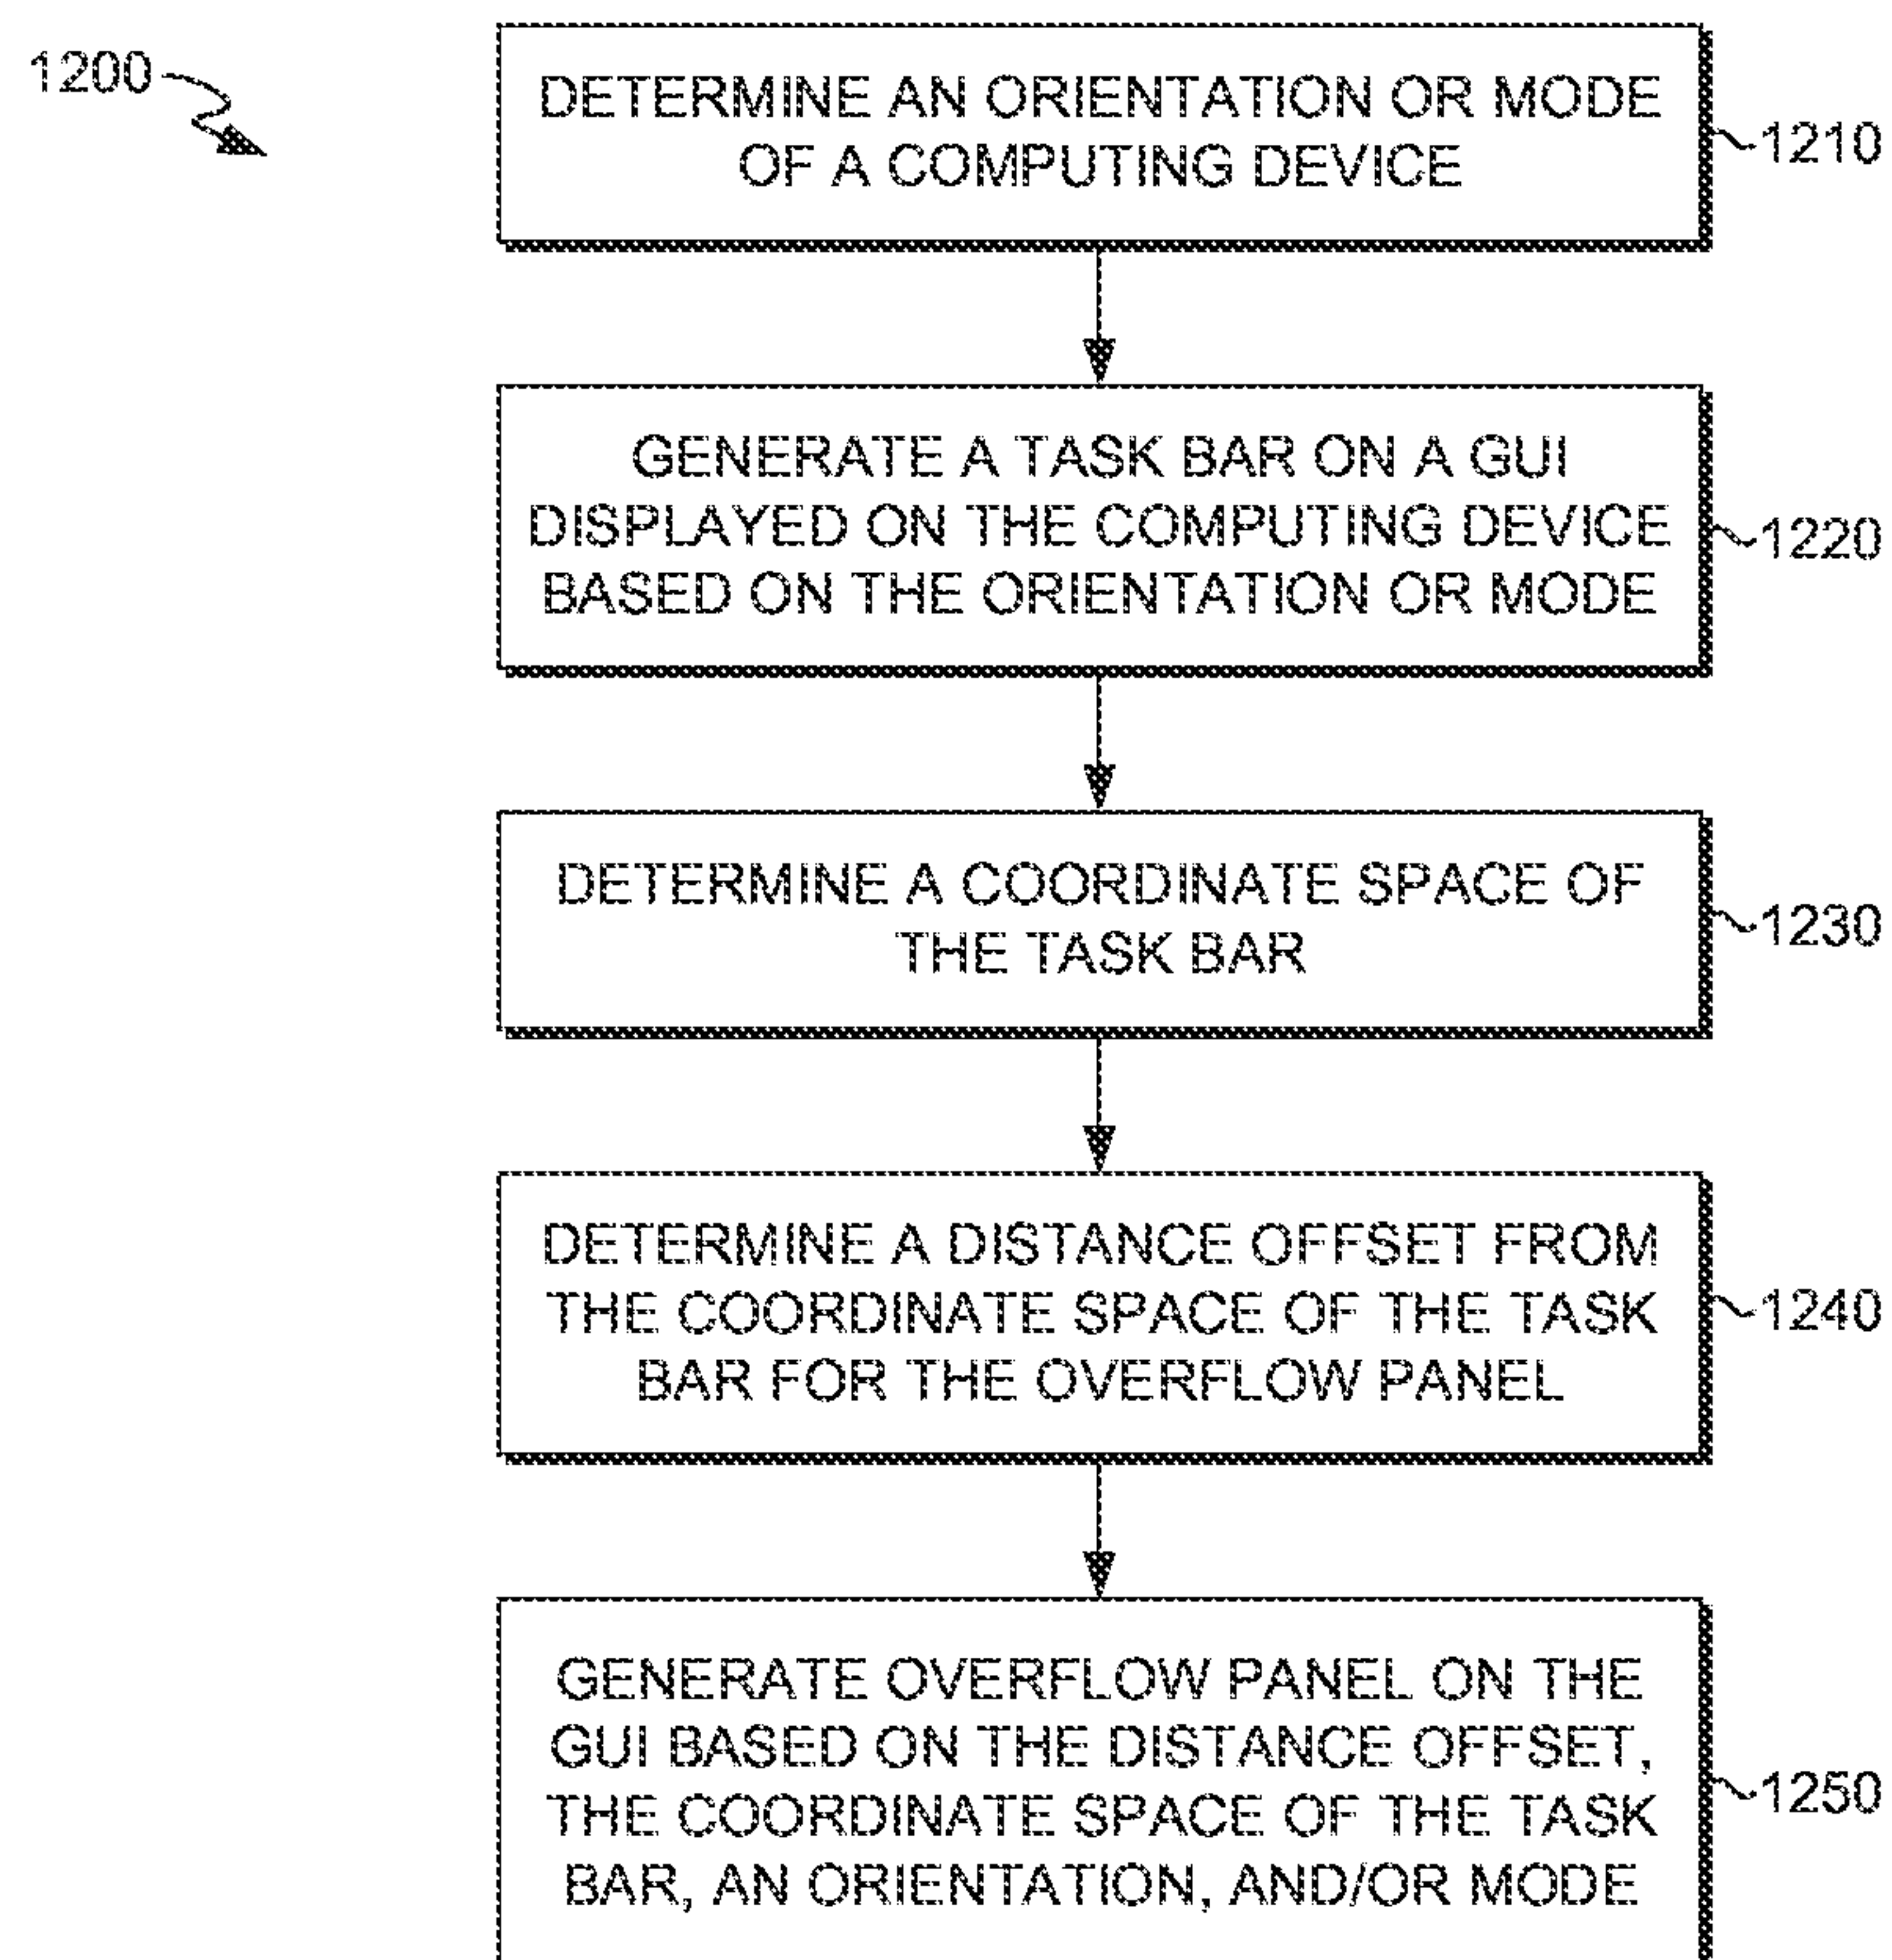 1200
DETERMINE AN ORIENTATION OR MODE
OF A COMPUTING DEVICE
1210
GENERATE A TASK BAR ON A GUI
DISPLAYED ON THE COMPUTING DEVICE
BASED ON THE ORIENTATION OR MODE
1220
DETERMINE A COORDINATE SPACE OF
THE TASK BAR
1230
DETERMINE A DISTANCE OFFSET FROM
THE COORDINATE SPACE OF THE TASK
BAR FOR THE OVERFLOW PANEL
1240
GENERATE OVERFLOW PANEL ON THE
GUI BASED ON THE DISTANCE OFFSET,
THE COORDINATE SPACE OF THE TASK
BAR, AN ORIENTATION, AND/OR MODE
1250